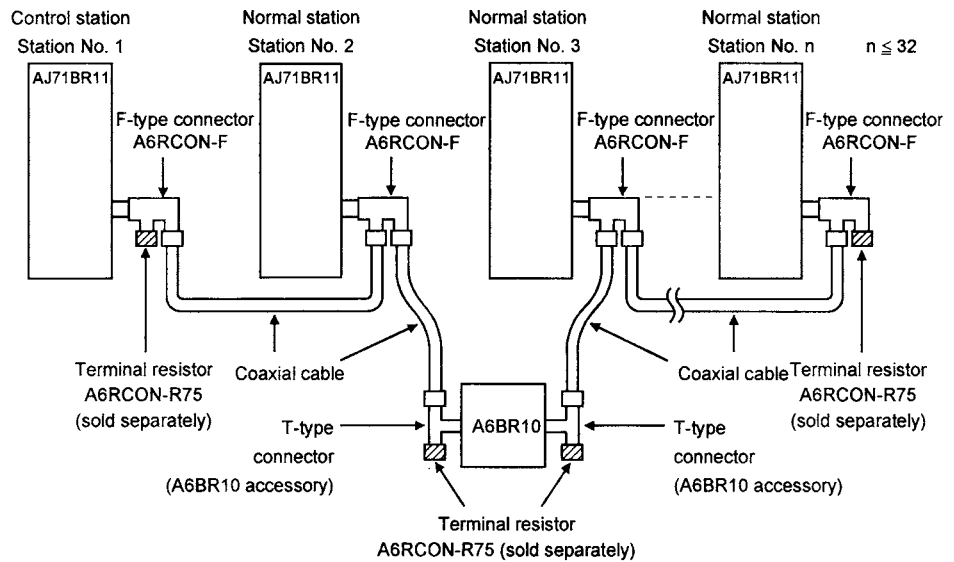 Control station
Station No. 1
Normal station
Station No. 2
Normal station
Station No. 3
Normal station
Station No. n
n ≦ 32
AJ71BR11
AJ71BR11
AJ71BR11
AJ71BR11
F-type connector
A6RCON-F
F-type connector
A6RCON-F
F-type connector
A6RCON-F
F-type connector
A6RCON-F
Terminal resistor
A6RCON-R75
(sold separately)
Coaxial cable
Coaxial cable
Terminal resistor
A6RCON-R75
(sold separately)
T-type
connector
(A6BR10 accessory)
A6BR10
T-type
connector
(A6BR10 accessory)
Terminal resistor
A6RCON-R75 (sold separately)